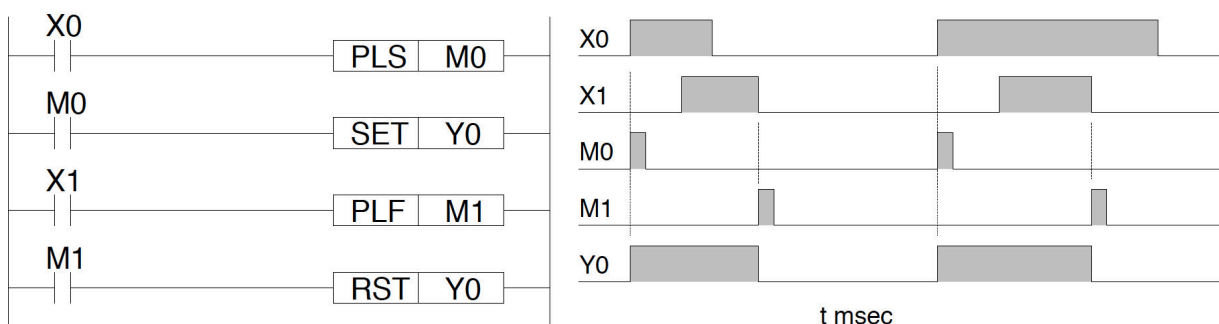 X0
PLS M0
M0
SET Y0
X1
PLF M1
M1
RST Y0
X0
X1
M0
M1
Y0
t msec